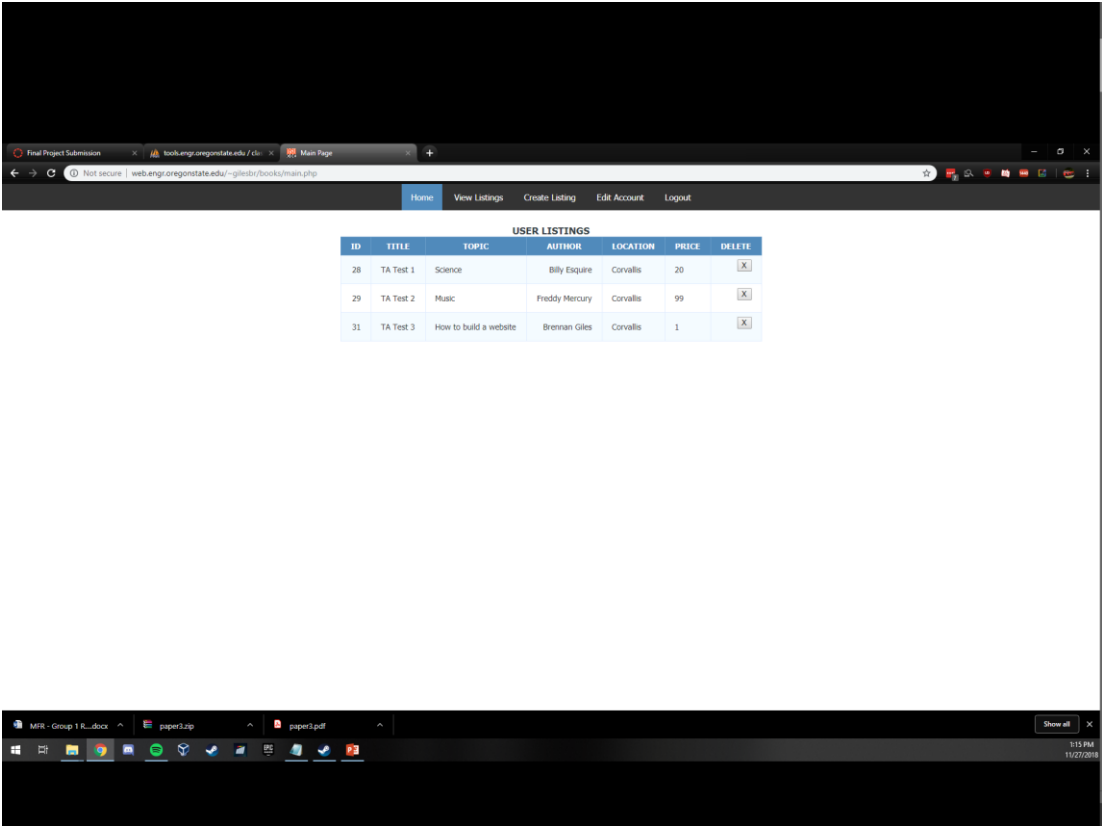 Final Project Submission
tools.engr.oregonstate.edu / cla
Main Page
Not secure | web.engr.oregonstate.edu/~gilesbr/books/main.php
Home View Listings Create Listing Edit Account Logout
USER LISTINGS
ID TITLE TOPIC AUTHOR LOCATION PRICE DELETE
28 TA Test 1 Science Billy Esquire Corvallis 20 X
29 TA Test 2 Music Freddy Mercury Corvallis 99 X
31 TA Test 3 How to build a website Brennan Giles Corvallis 1 X
MFR - Group 1 R....docx paper3.zip paper3.pdf Show all
1:15 PM
11/27/2018